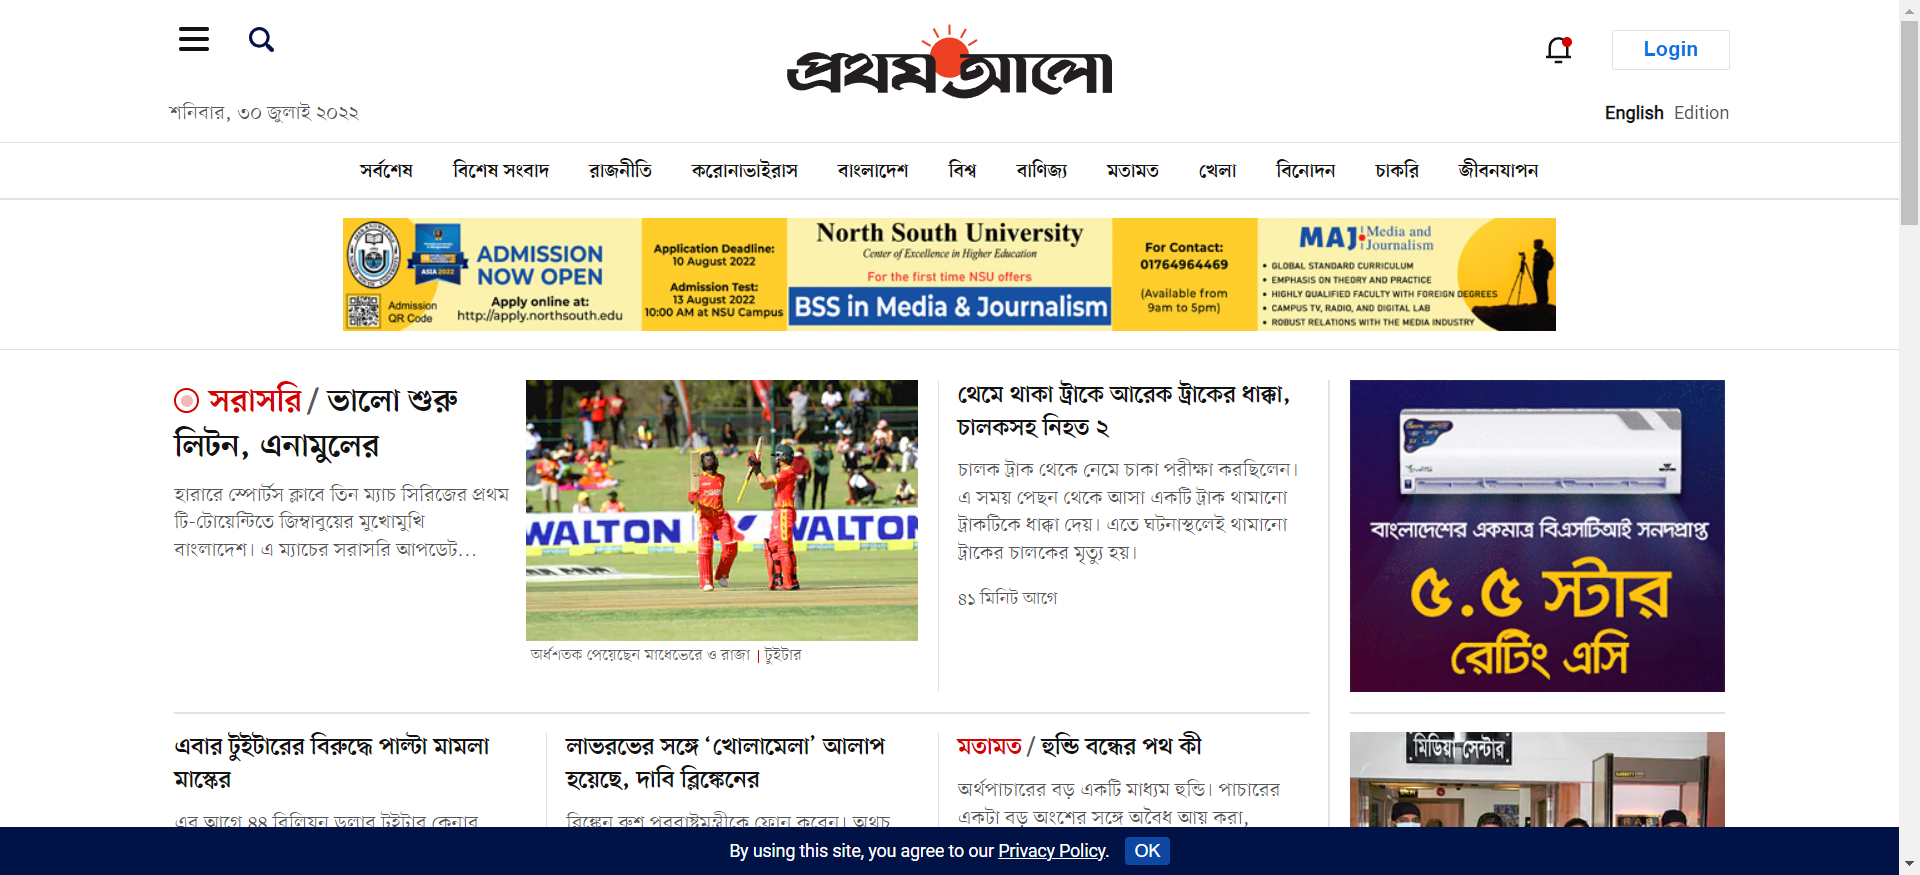 প্রথম আলো
Login
শনিবার, ৩০ জুলাই ২০২২
English Edition
সর্বশেষ বিশেষ সংবাদ রাজনীতি করোনাভাইরাস বাংলাদেশ বিশ্ব বাণিজ্য মতামত খেলা বিনোদন চাকরি জীবনযাপন
ASIA 2022
ADMISSION
NOW OPEN
Admission
QR Code
Apply online at:
http://apply.northsouth.edu
Application Deadline:
10 August 2022
Admission Test:
13 August 2022
10:00 AM at NSU Campus
North South University
Center of Excellence in Higher Education
For the first time NSU offers
BSS in Media & Journalism
For Contact:
01764964469
(Available from
9am to 5pm)
MAJ: Media and
Journalism
• GLOBAL STANDARD CURRICULUM
• EMPHASIS ON THEORY AND PRACTICE
• HIGHLY QUALIFIED FACULTY WITH FOREIGN DEGREES
• CAMPUS TV, RADIO, AND DIGITAL LAB
• ROBUST RELATIONS WITH THE MEDIA INDUSTRY
সরাসরি / ভালো শুরু
লিটন, এনামুলের
হারারে স্পোর্টস ক্লাবে তিন ম্যাচ সিরিজের প্রথম
টি-টোয়েন্টিতে জিম্বাবুয়ের মুখোমুখি
বাংলাদেশ। এ ম্যাচের সরাসরি আপডেট...
WALTON WALTON
অর্ধশতক পেয়েছেন মাধেভেরে ও রাজা | টুইটার
থেমে থাকা ট্রাকে আরেক ট্রাকের ধাক্কা,
চালকসহ নিহত ২
চালক ট্রাক থেকে নেমে চাকা পরীক্ষা করছিলেন।
এ সময় পেছন থেকে আসা একটি ট্রাক থামানো
ট্রাকটিকে ধাক্কা দেয়। এতে ঘটনাস্থলেই থামানো
ট্রাকের চালকের মৃত্যু হয়।
৪১ মিনিট আগে
বাংলাদেশের একমাত্র বিএসটিআই সনদপ্রাপ্ত
৫.৫ স্টার
রেটিং এসি
এবার টুইটারের বিরুদ্ধে পাল্টা মামলা
মাস্কের
এর আগে ৪৪ বিলিয়ন ডলার টুইটার কেনার
লাভরভের সঙ্গে ‘খোলামেলা’ আলাপ
হয়েছে, দাবি ব্লিঙ্কেনের
ব্লিঙ্কেন রুশ পররাষ্ট্রমন্ত্রীকে ফোন করেন। অথচ
মতামত / হুন্ডি বন্ধের পথ কী
অর্থপাচারের বড় একটি মাধ্যম হুন্ডি। পাচারের
একটা বড় অংশের সঙ্গে অবৈধ আয় করা,
মিডিয়া সেন্টার
RAB
By using this site, you agree to our Privacy Policy. OK